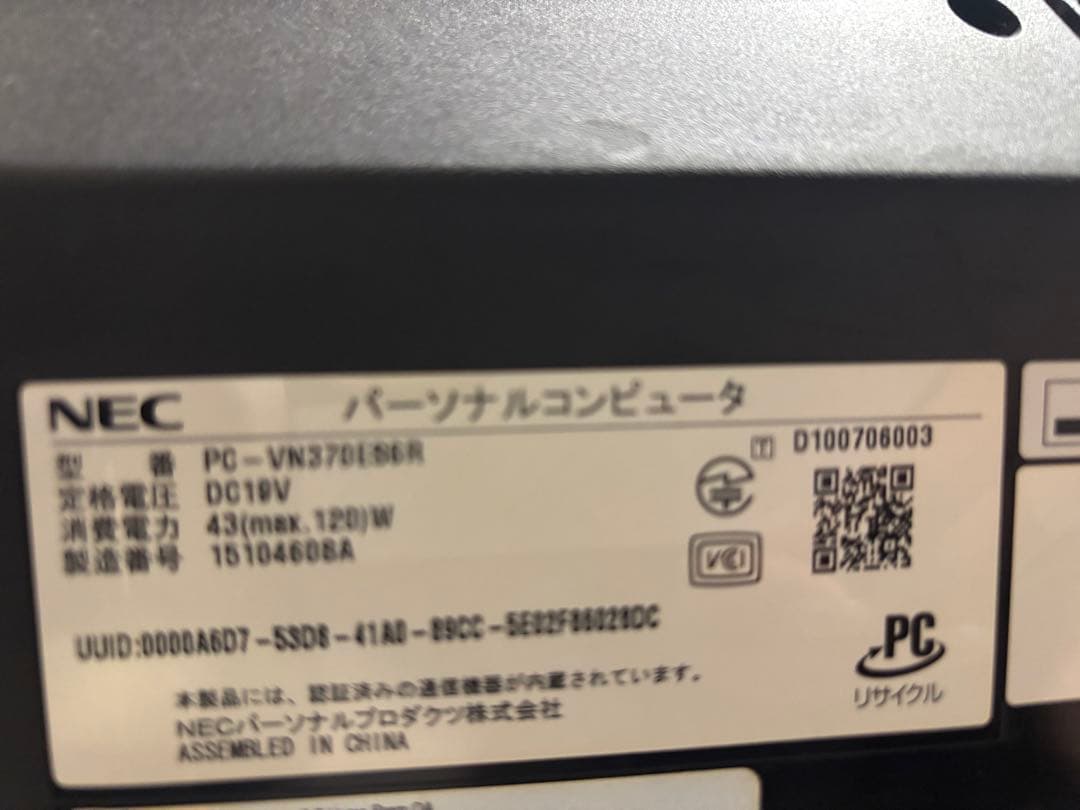 NEC パーソナルコンピュータ
型 番 PC-VN370ES6R
定格電圧 DC19V
消費電力 43(max.120)W
製造番号 15104608A
T D100706003
VCCI
UUID:0000A6D7-53D8-41A0-89CC-5E02F86028DC
本製品には、認証済みの通信機器が内蔵されています。
NECパーソナルプロダクツ株式会社
ASSEMBLED IN CHINA
PC
リサイクル